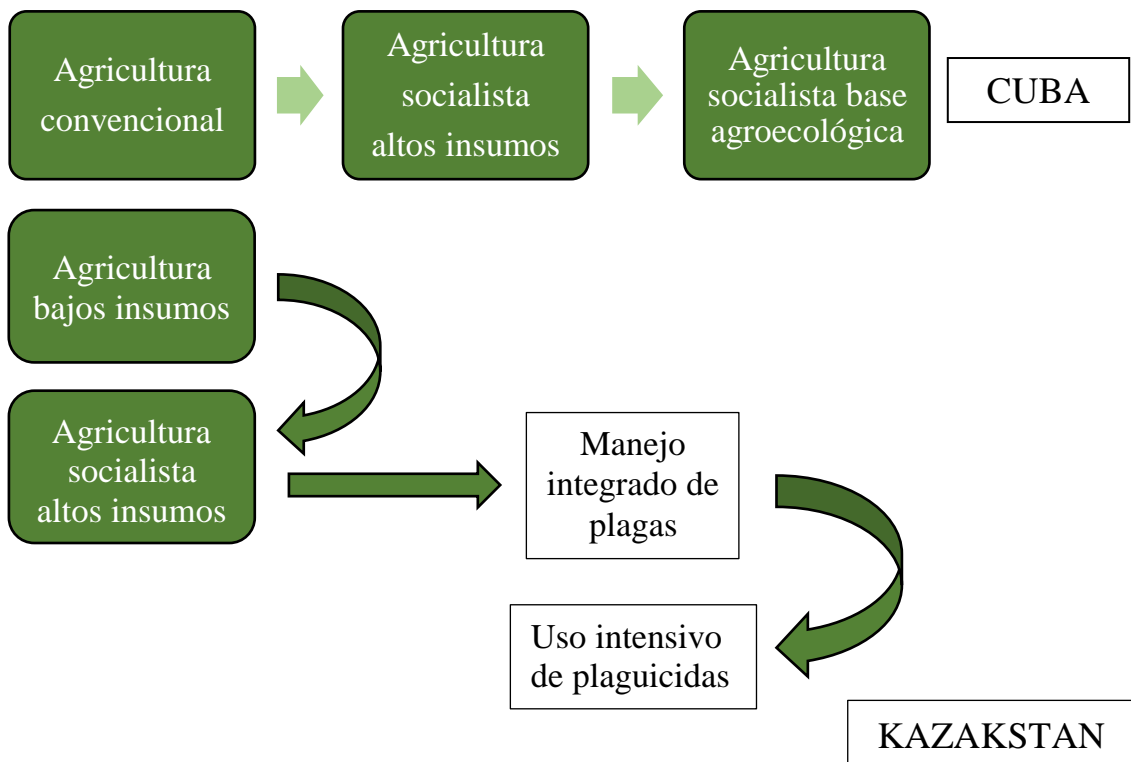 Agricultura
convencional
Agricultura
socialista
altos insumos
Agricultura
socialista base
agroecológica
CUBA
Agricultura
bajos insumos
Agricultura
socialista
altos insumos
Manejo
integrado de
plagas
Uso intensivo
de plaguicidas
KAZAKSTAN